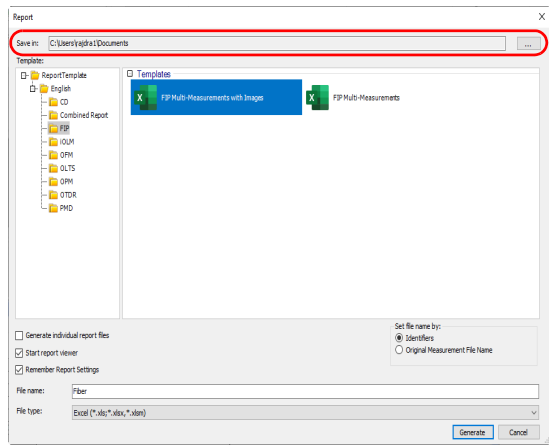 Report X
Save in: C:\Users\rajdra1\Documents ...
Template:
ReportTemplate
English
CD
Combined Report
FIP
iOLM
OFM
OLTS
OPM
OTDR
PMD
Templates
FIP Multi-Measurements with Images
FIP Multi-Measurements
Generate individual report files
Start report viewer
Remember Report Settings
Set file name by:
Identifiers
Original Measurement File Name
File name: Fiber
File type: Excel (*.xls;*.xlsx,*.xlsm)
Generate Cancel